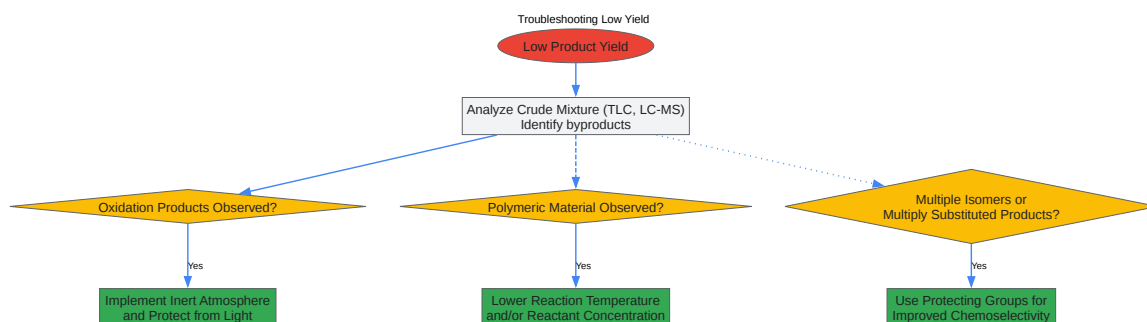 Troubleshooting Low Yield
Low Product Yield
Analyze Crude Mixture (TLC, LC-MS)
Identify byproducts
Oxidation Products Observed?
Polymeric Material Observed?
Multiple Isomers or
Multiply Substituted Products?
Yes
Yes
Yes
Implement Inert Atmosphere
and Protect from Light
Lower Reaction Temperature
and/or Reactant Concentration
Use Protecting Groups for
Improved Chemoselectivity